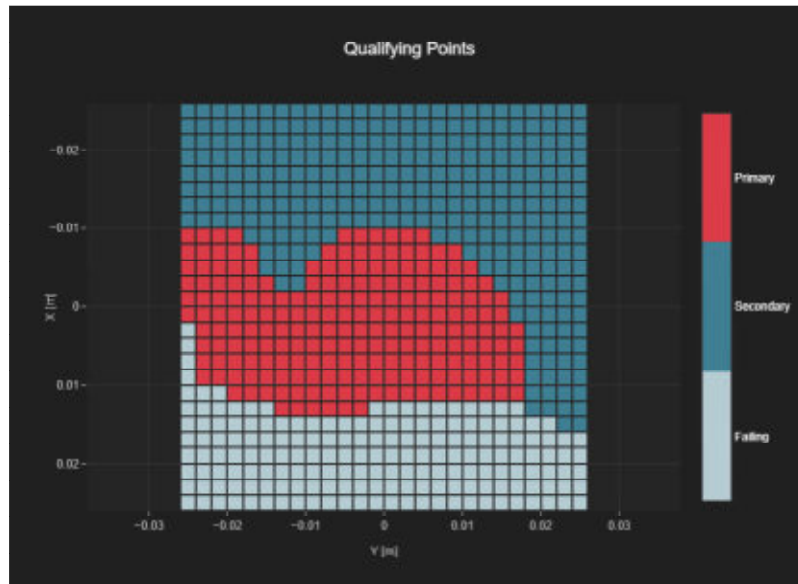 Qualifying Points
−0.02
−0.01
0
0.01
0.02
X [m]
−0.03
−0.02
−0.01
0
0.01
0.02
0.03
Y [m]
Primary
Secondary
Failing